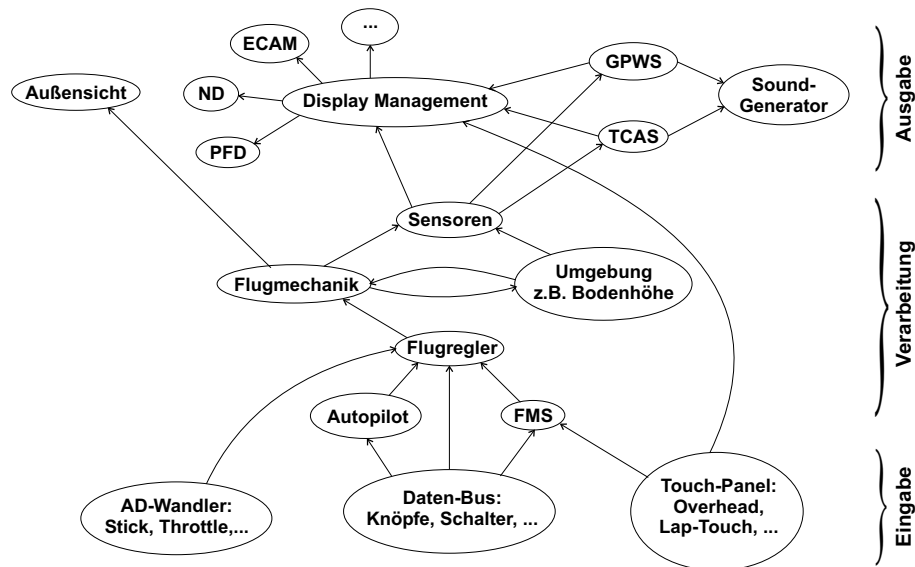 ...
ECAM
GPWS
Außensicht
ND
Display Management
Sound-
Generator
TCAS
PFD
Ausgabe
Sensoren
Umgebung
z.B. Bodenhöhe
Flugmechanik
Verarbeitung
Flugregler
Autopilot
FMS
AD-Wandler:
Stick, Throttle,...
Daten-Bus:
Knöpfe, Schalter, ...
Touch-Panel:
Overhead,
Lap-Touch, ...
Eingabe